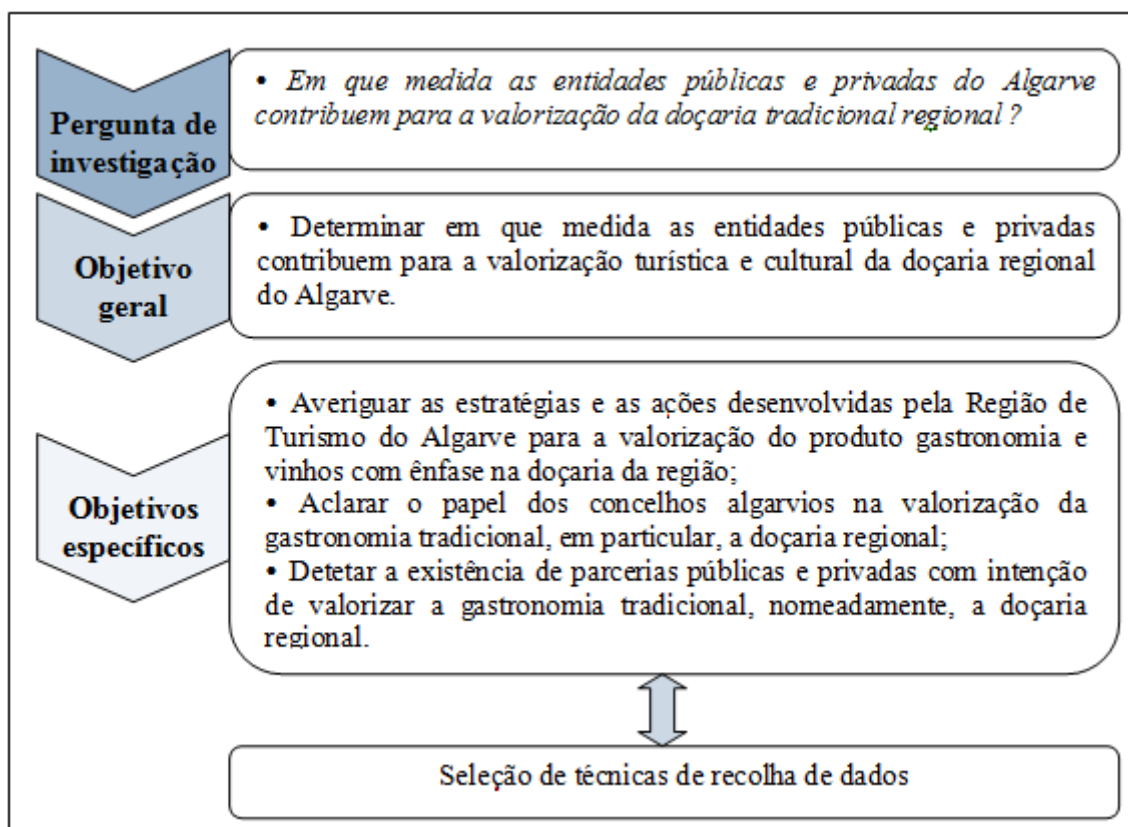 Pergunta de
investigação
• Em que medida as entidades públicas e privadas do Algarve
contribuem para a valorização da doçaria tradicional regional ?
Objetivo
geral
• Determinar em que medida as entidades públicas e privadas
contribuem para a valorização turística e cultural da doçaria regional
do Algarve.
Objetivos
específicos
• Averiguar as estratégias e as ações desenvolvidas pela Região de
Turismo do Algarve para a valorização do produto gastronomia e
vinhos com ênfase na doçaria da região;
• Aclarar o papel dos concelhos algarvios na valorização da
gastronomia tradicional, em particular, a doçaria regional;
• Detetar a existência de parcerias públicas e privadas com intenção
de valorizar a gastronomia tradicional, nomeadamente, a doçaria
regional.
Seleção de técnicas de recolha de dados